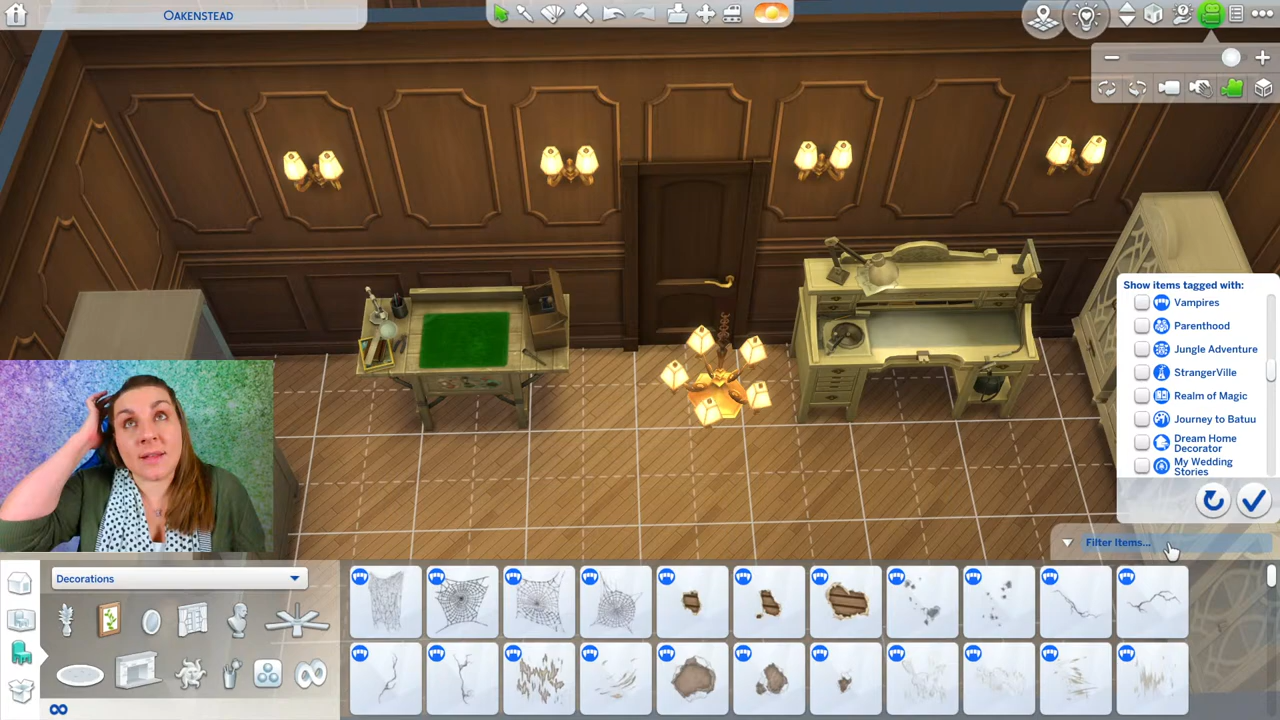 OAKENSTEAD
Show items tagged with:
Vampires
Parenthood
Jungle Adventure
StrangerVille
Realm of Magic
Journey to Batuu
Dream Home
Decorator
My Wedding
Stories
Filter Items...
Decorations